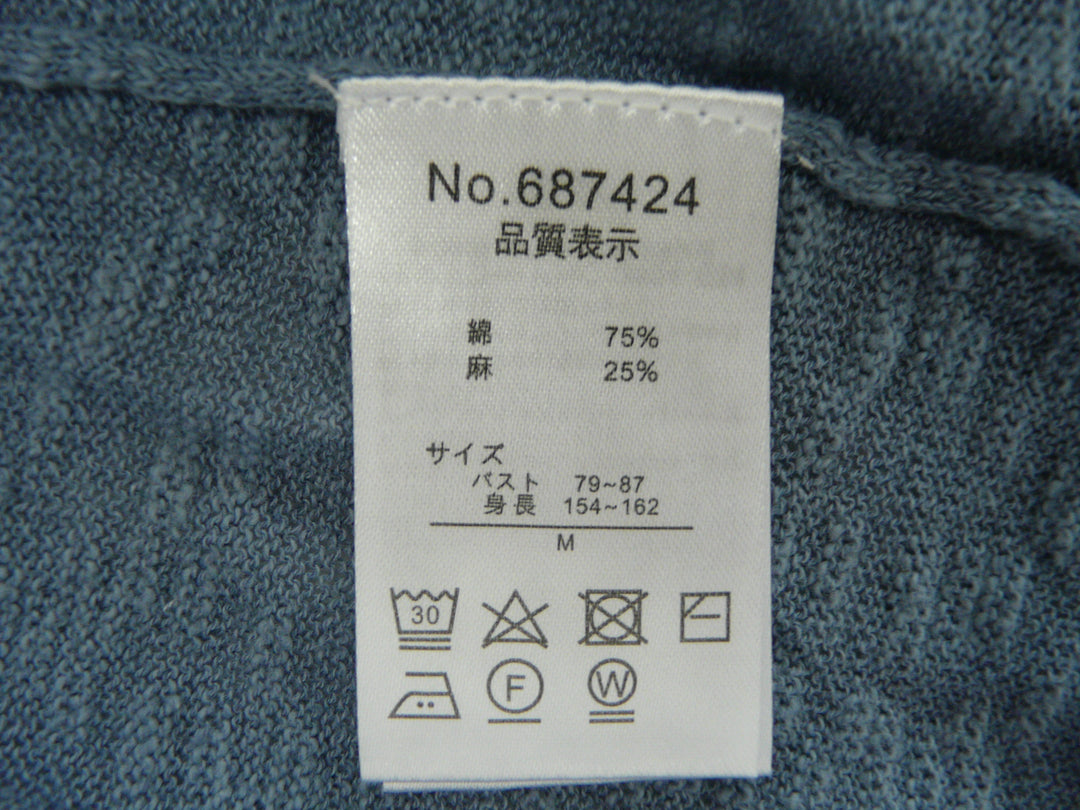 No.687424
品質表示
綿 75%
麻 25%
サイズ
バスト 79~87
身長 154~162
M
30
F
W